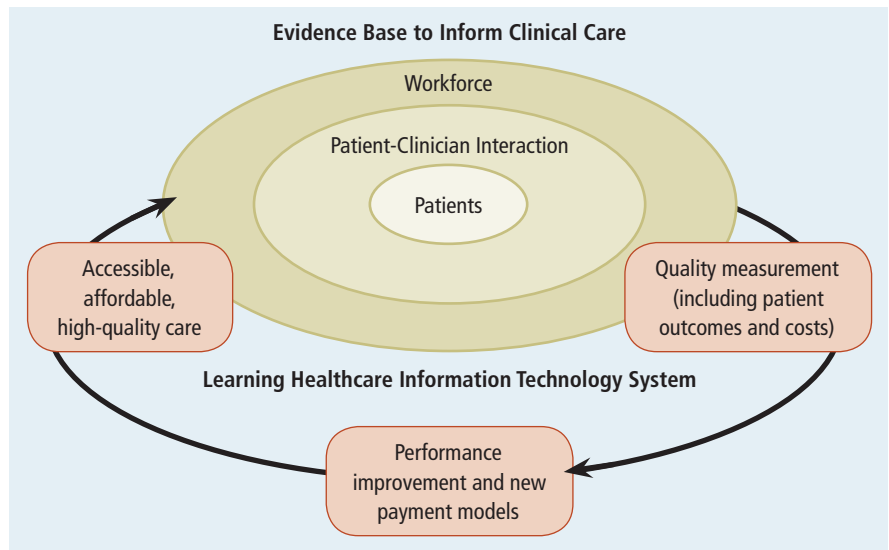 Evidence Base to Inform Clinical Care
Workforce
Patient-Clinician Interaction
Patients
Accessible,
affordable,
high-quality care
Quality measurement
(including patient
outcomes and costs)
Learning Healthcare Information Technology System
Performance
improvement and new
payment models